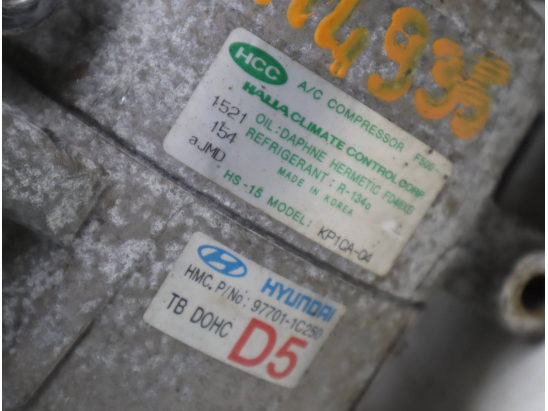 4935
HCC A/C COMPRESSOR
HALLA CLIMATE CONTROL CORP.
1521 OIL:DAPHNE HERMETIC
154 REFRIGERANT: R-134a
aJMD MADE IN KOREA
HS-15 MODEL: KP1CA-04
HYUNDAI
HMC. P/No: 97701-1C250
TB DOHC D5